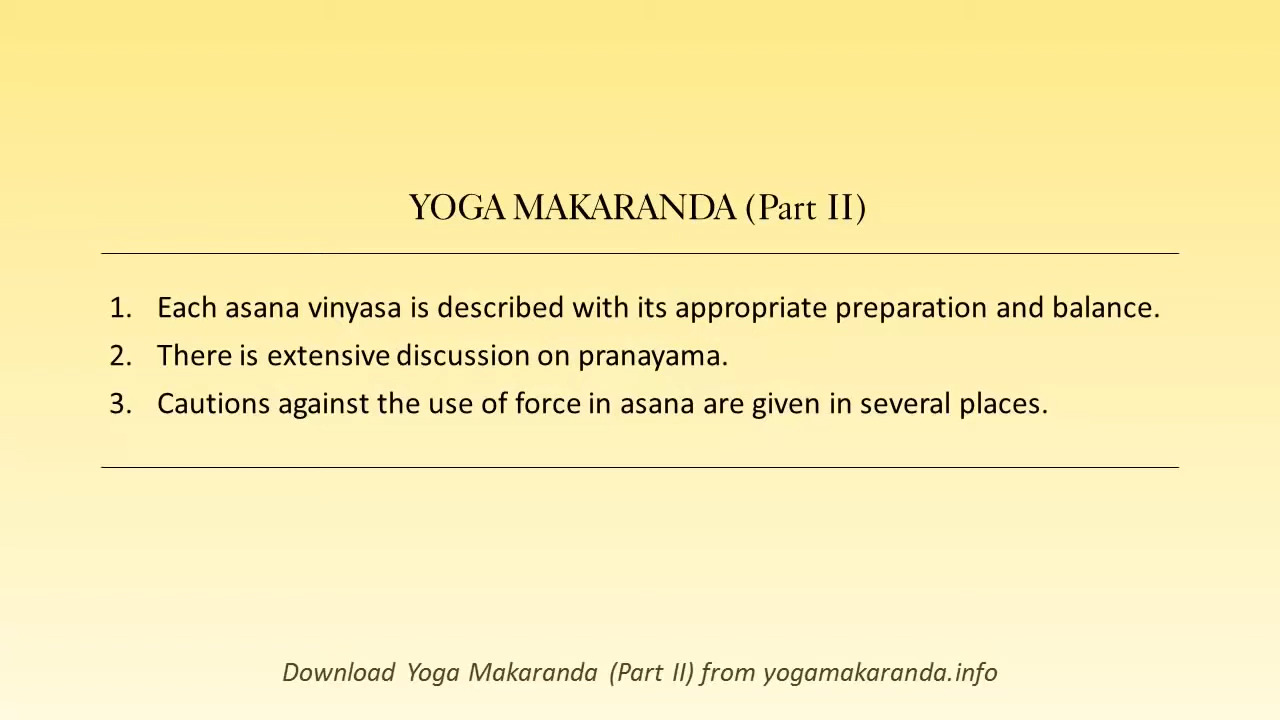 YOGA MAKARANDA (Part II)
1. Each asana vinyasa is described with its appropriate preparation and balance.
2. There is extensive discussion on pranayama.
3. Cautions against the use of force in asana are given in several places.
Download Yoga Makaranda (Part II) from yogamakaranda.info